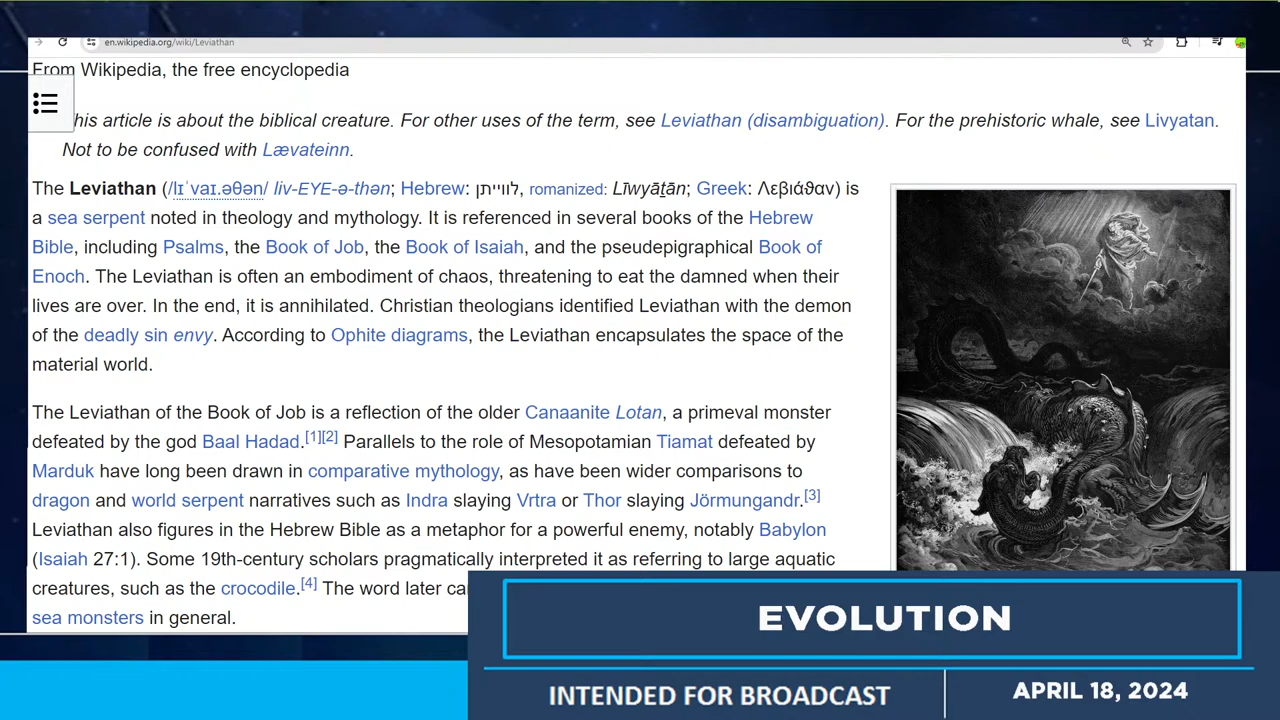 en.wikipedia.org/wiki/Leviathan
From Wikipedia, the free encyclopedia
his article is about the biblical creature. For other uses of the term, see Leviathan (disambiguation). For the prehistoric whale, see Livyatan.
Not to be confused with Lævateinn.
The Leviathan (/lɪˈvaɪ.əθən/ liv-EYE-ə-thən; Hebrew: לווייתן, romanized: Līwyāṯān; Greek: Λεβιάθαν) is
a sea serpent noted in theology and mythology. It is referenced in several books of the Hebrew
Bible, including Psalms, the Book of Job, the Book of Isaiah, and the pseudepigraphical Book of
Enoch. The Leviathan is often an embodiment of chaos, threatening to eat the damned when their
lives are over. In the end, it is annihilated. Christian theologians identified Leviathan with the demon
of the deadly sin envy. According to Ophite diagrams, the Leviathan encapsulates the space of the
material world.
The Leviathan of the Book of Job is a reflection of the older Canaanite Lotan, a primeval monster
defeated by the god Baal Hadad.[1][2] Parallels to the role of Mesopotamian Tiamat defeated by
Marduk have long been drawn in comparative mythology, as have been wider comparisons to
dragon and world serpent narratives such as Indra slaying Vrtra or Thor slaying Jörmungandr.[3]
Leviathan also figures in the Hebrew Bible as a metaphor for a powerful enemy, notably Babylon
(Isaiah 27:1). Some 19th-century scholars pragmatically interpreted it as referring to large aquatic
creatures, such as the crocodile.[4] The word later
sea monsters in general.
EVOLUTION
INTENDED FOR BROADCAST
APRIL 18, 2024